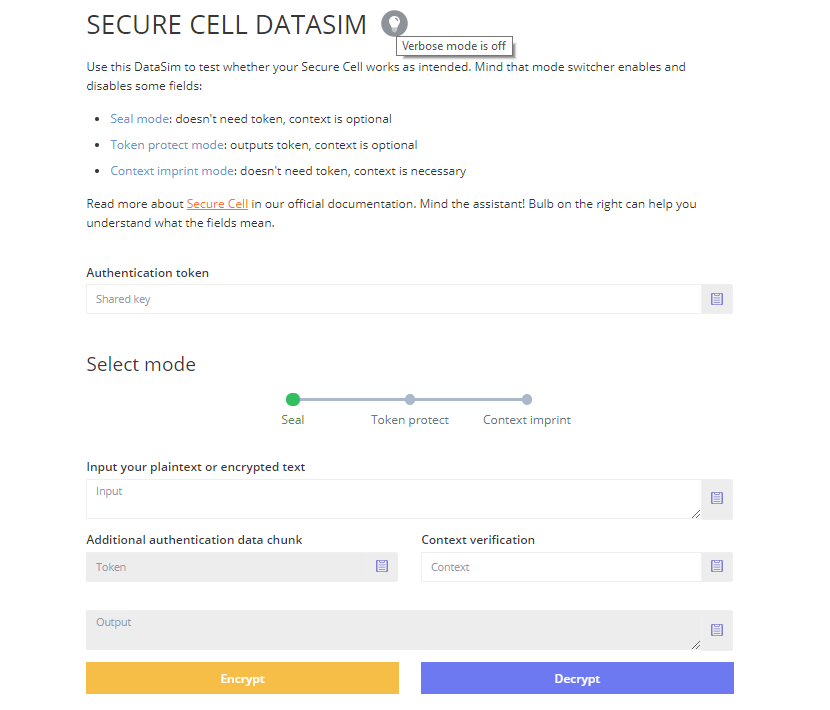 SECURE CELL DATASIM
Verbose mode is off
Use this DataSim to test whether your Secure Cell works as intended. Mind that mode switcher enables and
disables some fields:
Seal mode: doesn't need token, context is optional
Token protect mode: outputs token, context is optional
Context imprint mode: doesn't need token, context is necessary
Read more about Secure Cell in our official documentation. Mind the assistant! Bulb on the right can help you
understand what the fields mean.
Authentication token
Shared key
Select mode
Seal
Token protect
Context imprint
Input your plaintext or encrypted text
Input
Additional authentication data chunk
Context verification
Token
Context
Output
Encrypt
Decrypt